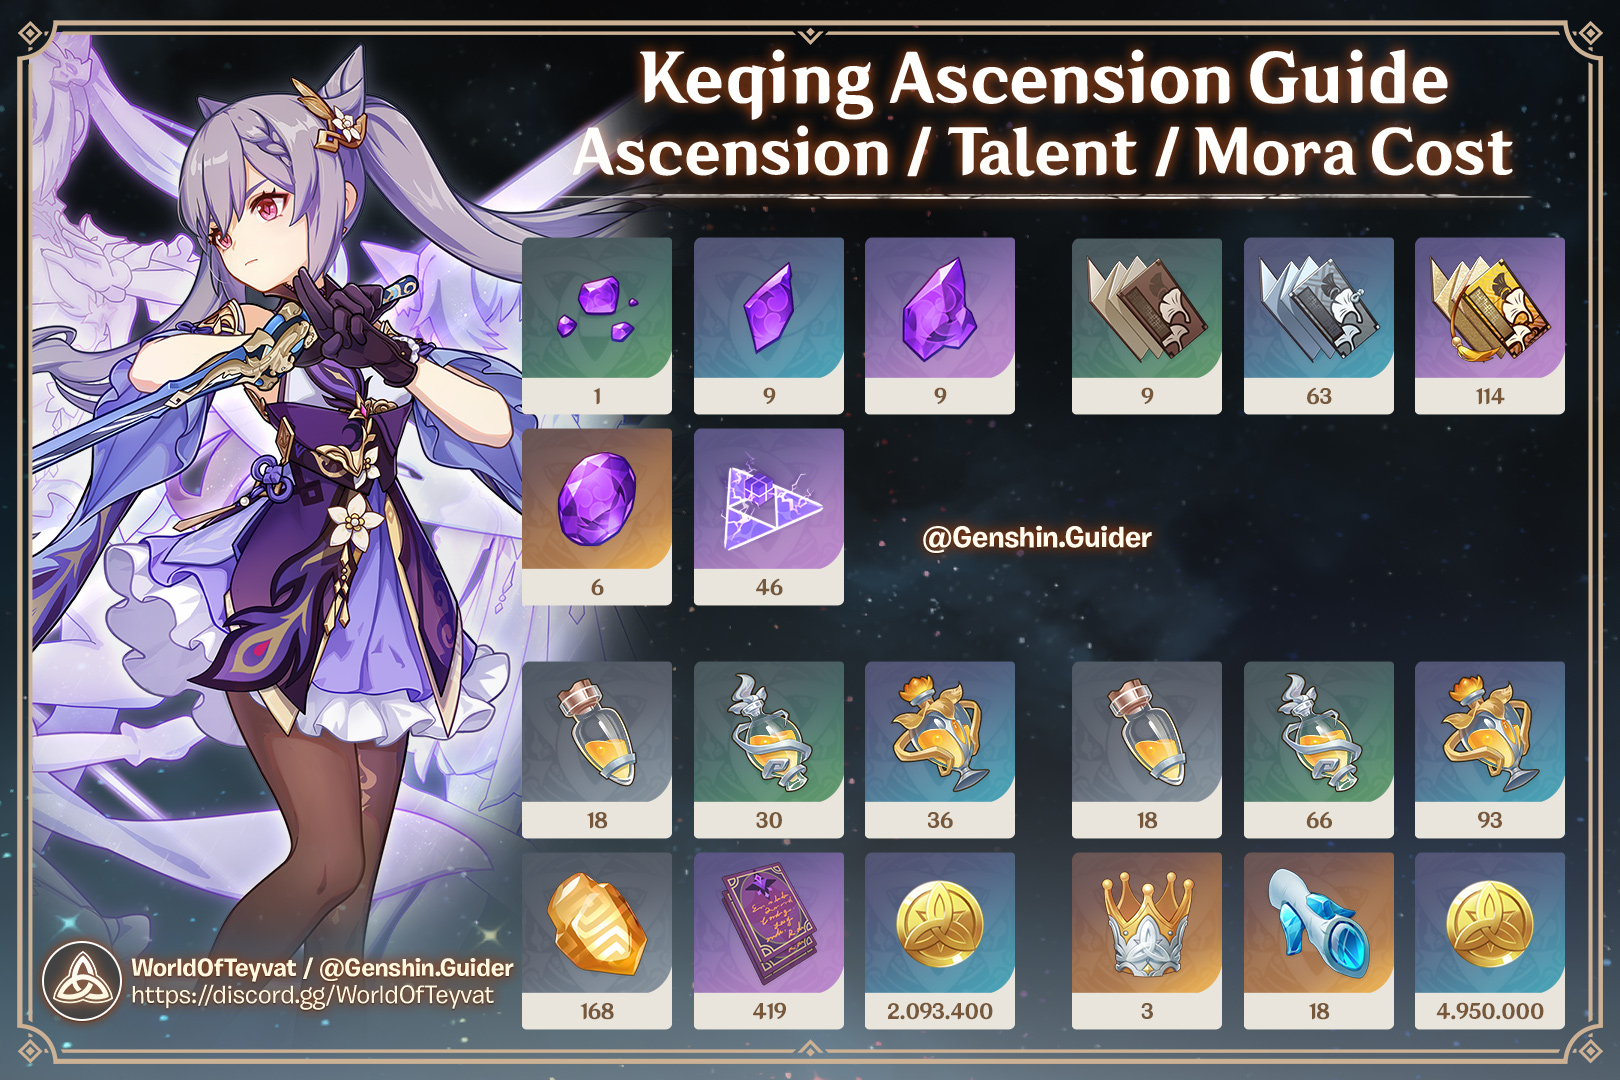 Keqing Ascension Guide
Ascension / Talent / Mora Cost
1 9 9 9 63 114
6 46
@Genshin.Guider
18 30 36 18 66 93
168 419 2.093.400 3 18 4.950.000
WorldOfTeyvat / @Genshin.Guider
https://discord.gg/WorldOfTeyvat